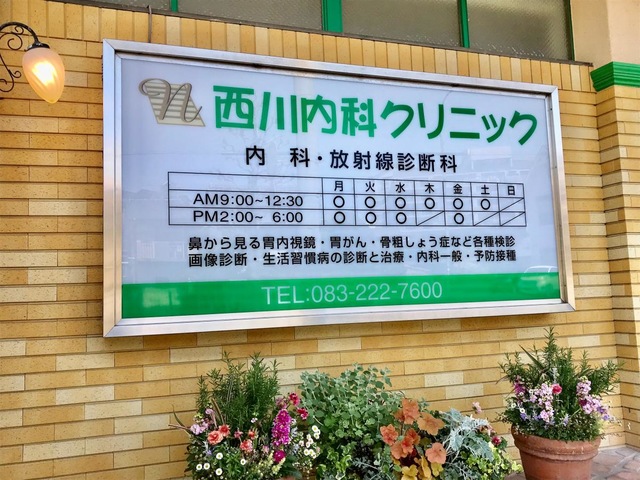 n
西川内科クリニック
内 科・放射線診断科
月 火 水 木 金 土 日
AM9:00~12:30 ○ ○ ○ ○ ○ ○ ／
PM2:00~ 6:00 ○ ○ ○ ／ ○ ／ ／
鼻から見る胃内視鏡・胃がん・骨粗しょう症など各種検診
画像診断・生活習慣病の診断と治療・内科一般・予防接種
TEL:083-222-7600